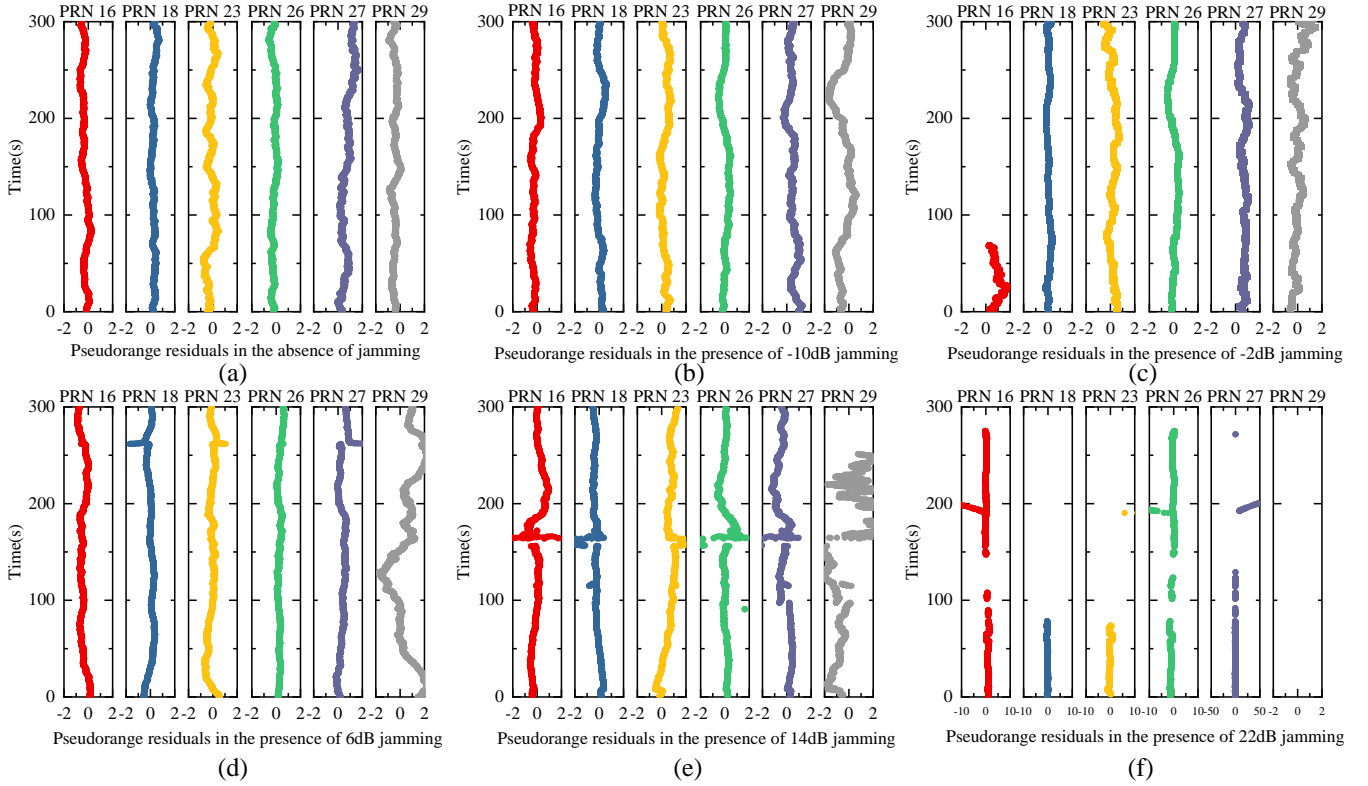 PRN 16 PRN 18 PRN 23 PRN 26 PRN 27 PRN 29
300
200
100
0
Time(s)
-2 0 2 -2 0 2 -2 0 2 -2 0 2 -2 0 2 -2 0 2
Pseudorange residuals in the absence of jamming
(a)
PRN 16 PRN 18 PRN 23 PRN 26 PRN 27 PRN 29
300
200
100
0
Time(s)
-2 0 2 -2 0 2 -2 0 2 -2 0 2 -2 0 2 -2 0 2
Pseudorange residuals in the presence of -10dB jamming
(b)
PRN 16 PRN 18 PRN 23 PRN 26 PRN 27 PRN 29
300
200
100
0
Time(s)
-2 0 2 -2 0 2 -2 0 2 -2 0 2 -2 0 2 -2 0 2
Pseudorange residuals in the presence of -2dB jamming
(c)
PRN 16 PRN 18 PRN 23 PRN 26 PRN 27 PRN 29
300
200
100
0
Time(s)
-2 0 2 -2 0 2 -2 0 2 -2 0 2 -2 0 2 -2 0 2
Pseudorange residuals in the presence of 6dB jamming
(d)
PRN 16 PRN 18 PRN 23 PRN 26 PRN 27 PRN 29
300
200
100
0
Time(s)
-2 0 2 -2 0 2 -2 0 2 -2 0 2 -2 0 2 -2 0 2
Pseudorange residuals in the presence of 14dB jamming
(e)
PRN 16 PRN 18 PRN 23 PRN 26 PRN 27 PRN 29
300
200
100
0
Time(s)
-10 0 10 -10 0 10 -10 0 10 -10 0 10 -50 0 50 -2 0 2
Pseudorange residuals in the presence of 22dB jamming
(f)